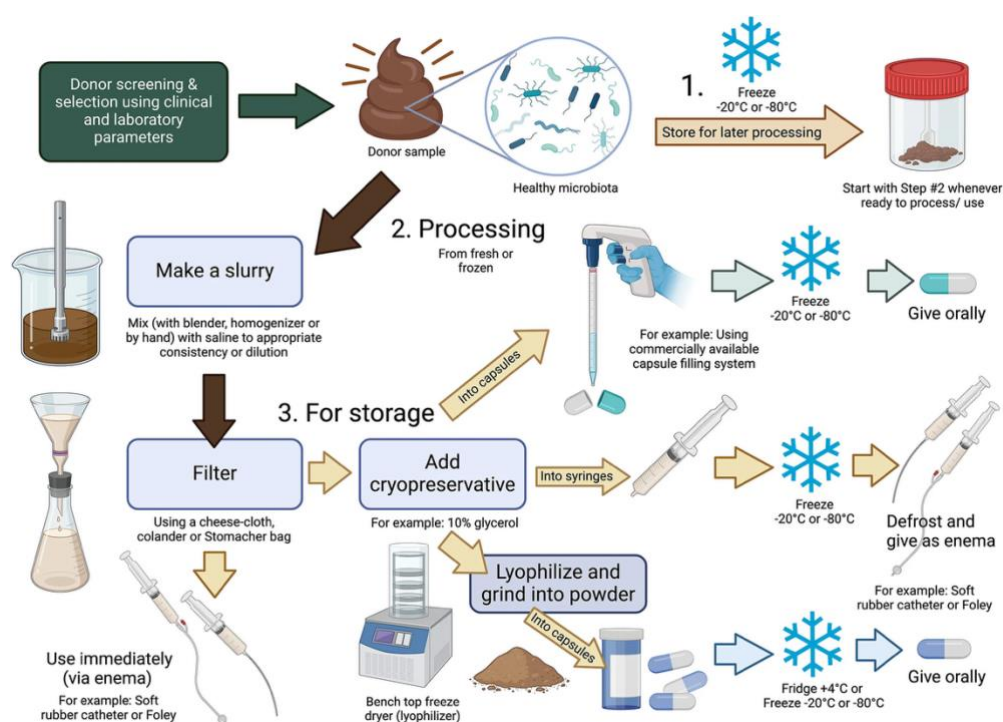 Donor screening &
selection using clinical
and laboratory
parameters
Donor sample
Healthy microbiota
1.
Freeze
-20°C or -80°C
Store for later processing
Start with Step #2 whenever
ready to process/ use
2. Processing
From fresh or
frozen
Make a slurry
Mix (with blender, homogenizer or
by hand) with saline to appropriate
consistency or dilution
For example: Using
commercially available
capsule filling system
Freeze
-20°C or -80°C
Give orally
3. For storage
Into capsules
Filter
Using a cheese-cloth,
colander or Stomacher bag
Add
cryopreservative
For example: 10% glycerol
Into syringes
Freeze
-20°C or -80°C
Defrost and
give as enema
For example: Soft
rubber catheter or Foley
Use immediately
(via enema)
For example: Soft
rubber catheter or Foley
Lyophilize and
grind into powder
Into capsules
Bench top freeze
dryer (lyophilizer)
Fridge +4°C or
Freeze -20°C or -80°C
Give orally